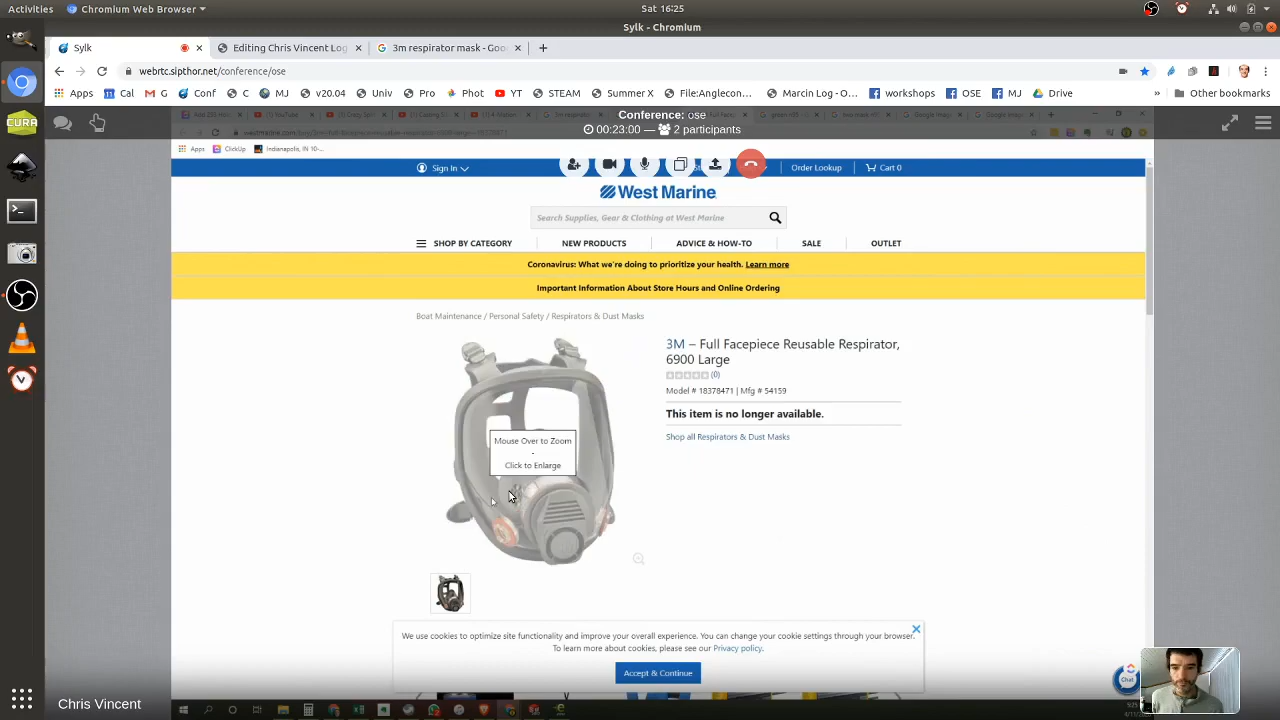 Activities
Chromium Web Browser
Sat 16:25
Sylk - Chromium
Sylk
Editing Chris Vincent Log
3m respirator mask - Goo
webrtc.sipthor.net/conference/ose
Apps
Cal
G
Conf
C
MJ
v20.04
Univ
Pro
Phot
YT
STEAM
Summer X
File:Anglecon...
Marcin Log - O...
workshops
OSE
MJ
Drive
»
Other bookmarks
CURA
Conference: ose
00:23:00 — 2 participants
Apps
ClickUp
Indianapolis, IN 10-...
Sign In
Order Lookup
Cart 0
West Marine
Search Supplies, Gear & Clothing at West Marine
SHOP BY CATEGORY
NEW PRODUCTS
ADVICE & HOW-TO
SALE
OUTLET
Coronavirus: What we're doing to prioritize your health. Learn more
Important Information About Store Hours and Online Ordering
Boat Maintenance / Personal Safety / Respirators & Dust Masks
3M – Full Facepiece Reusable Respirator,
6900 Large
(0)
Model # 18378471 | Mfg # 54159
This item is no longer available.
Shop all Respirators & Dust Masks
Mouse Over to Zoom
-
Click to Enlarge
We use cookies to optimize site functionality and improve your overall experience. You can change your cookie settings through your browser.
To learn more about cookies, please see our Privacy policy.
Accept & Continue
Chat
Chris Vincent